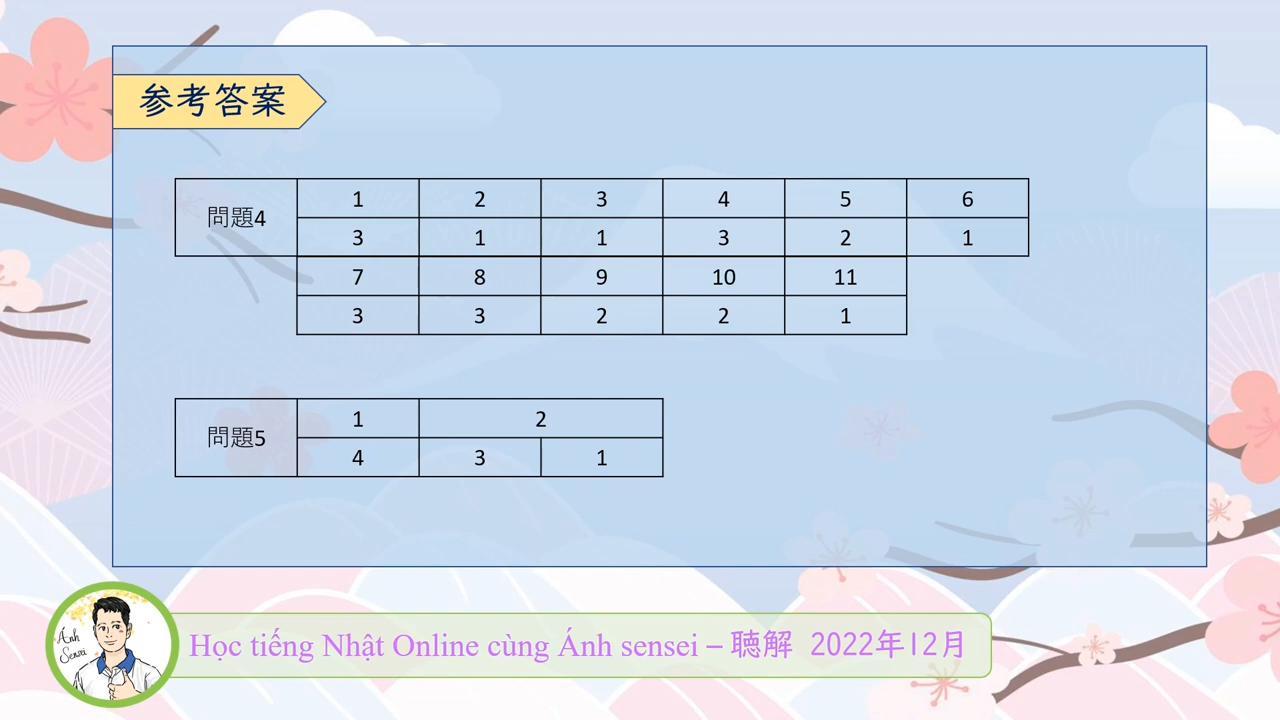 参考答案
問題4 1 2 3 4 5 6
3 1 1 3 2 1
7 8 9 10 11
3 3 2 2 1
問題5 1 2
4 3 1
Ánh
Sensei
Học tiếng Nhật Online cùng Ánh sensei – 聴解 2022年12月